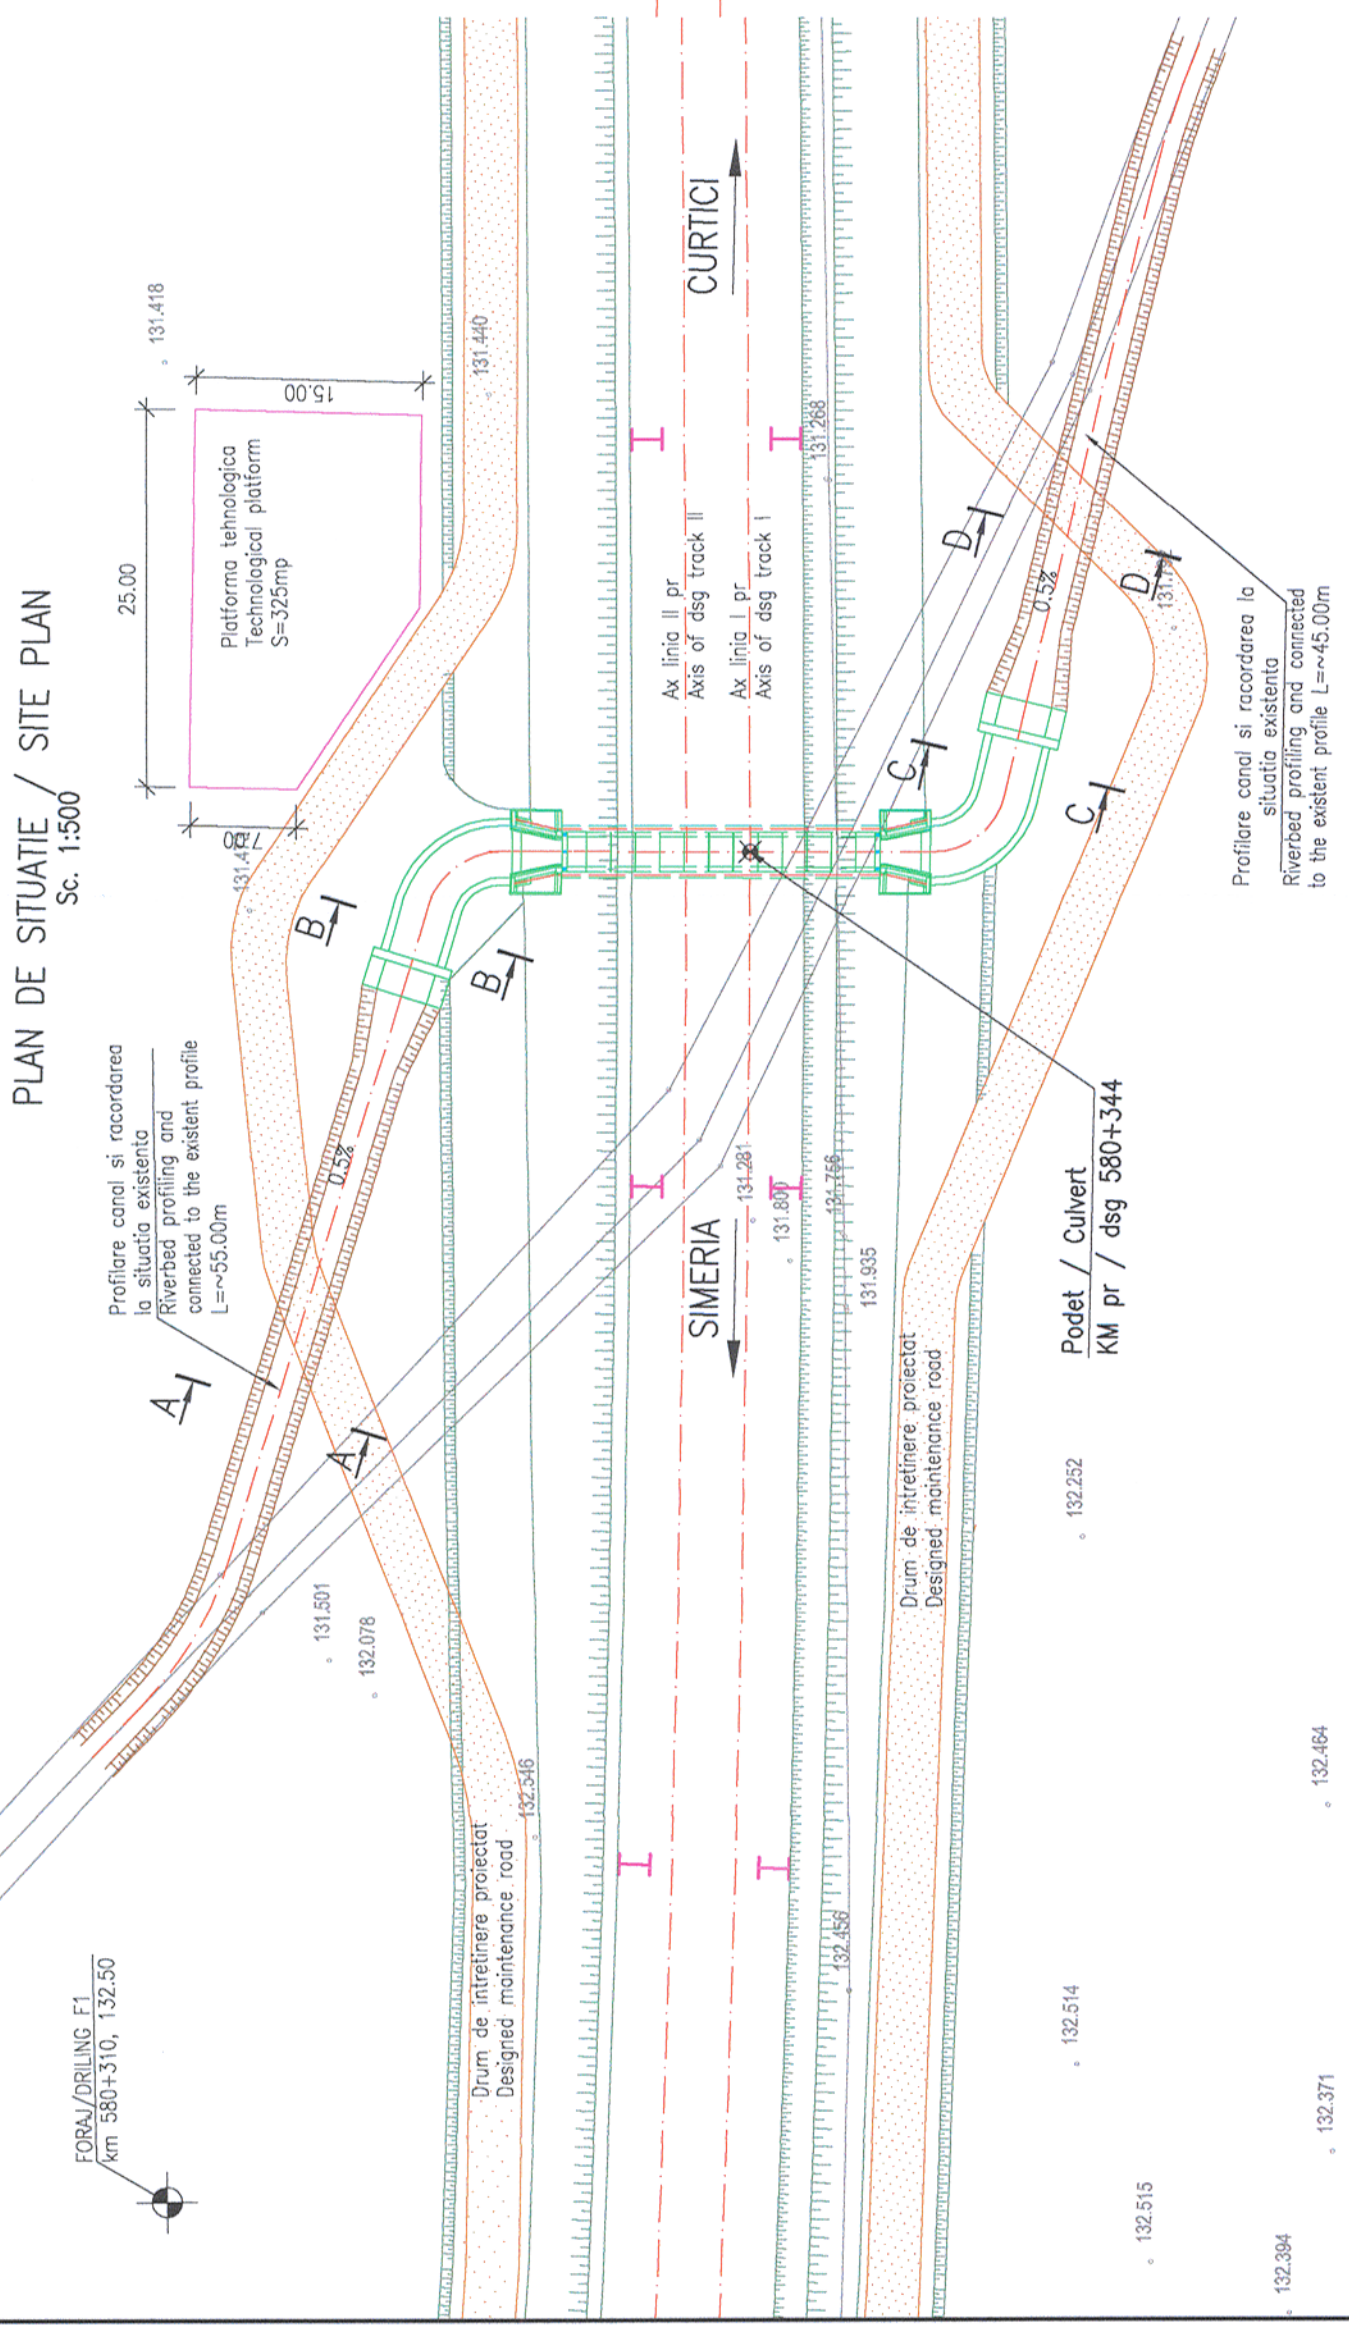 PLAN DE SITUATIE / SITE PLAN
Sc. 1:500
FORAJ/DRILING F1
km 580+310, 132.50
Profilare canal si racordarea
la situatia existenta
Riverbed profiling and
connected to the existent profile
L=~55.00m
25.00
15.00
131.418
Platforma tehnologica
Technological platform
S=325mp
A
A
B
B
0.5%
131.440
131.501
132.078
132.546
Drum de intretinere proiectat
Designed maintenance road
SIMERIA
CURTICI
Ax linia II pr
Axis of dsg track II
Ax linia I pr
Axis of dsg track I
131.281
131.800
131.756
131.935
131.268
132.456
Drum de intretinere proiectat
Designed maintenance road
C
C
D
D
0.5%
Podet / Culvert
KM pr / dsg 580+344
Profilare canal si racordarea la
situatia existenta
Riverbed profiling and connected
to the existent profile L=~45.00m
132.252
132.514
132.515
132.394
132.371
132.464